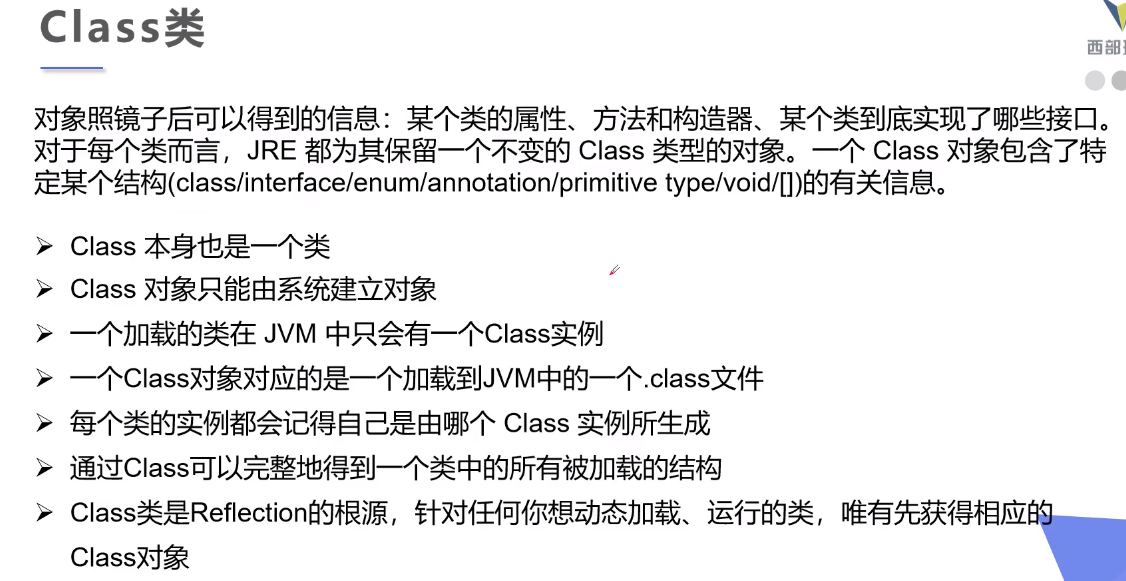 Class类
西部
对象照镜子后可以得到的信息：某个类的属性、方法和构造器、某个类到底实现了哪些接口。
对于每个类而言，JRE 都为其保留一个不变的 Class 类型的对象。一个 Class 对象包含了特
定某个结构(class/interface/enum/annotation/primitive type/void/[])的有关信息。
➢ Class 本身也是一个类
➢ Class 对象只能由系统建立对象
➢ 一个加载的类在 JVM 中只会有一个Class实例
➢ 一个Class对象对应的是一个加载到JVM中的一个.class文件
➢ 每个类的实例都会记得自己是由哪个 Class 实例所生成
➢ 通过Class可以完整地得到一个类中的所有被加载的结构
➢ Class类是Reflection的根源，针对任何你想动态加载、运行的类，唯有先获得相应的
Class对象